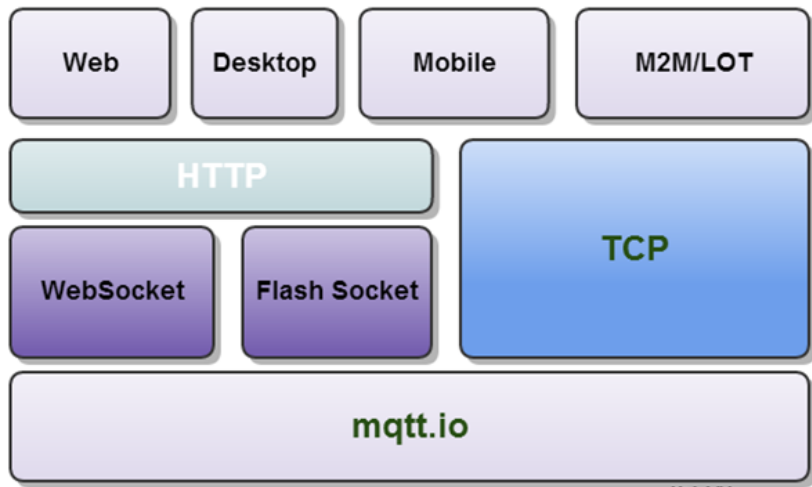 Web
Desktop
Mobile
M2M/LOT
HTTP
TCP
WebSocket
Flash Socket
mqtt.io